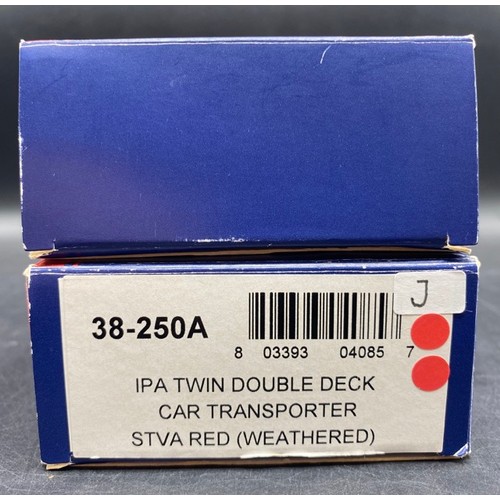 J
38-250A
8 03393 04085 7
IPA TWIN DOUBLE DECK
CAR TRANSPORTER
STVA RED (WEATHERED)